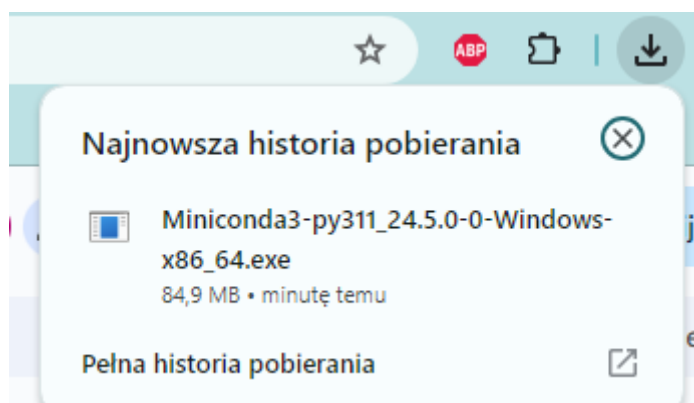 ABP
Najnowsza historia pobierania
Miniconda3-py311_24.5.0-0-Windows-
x86_64.exe
84,9 MB • minutę temu
Pełna historia pobierania